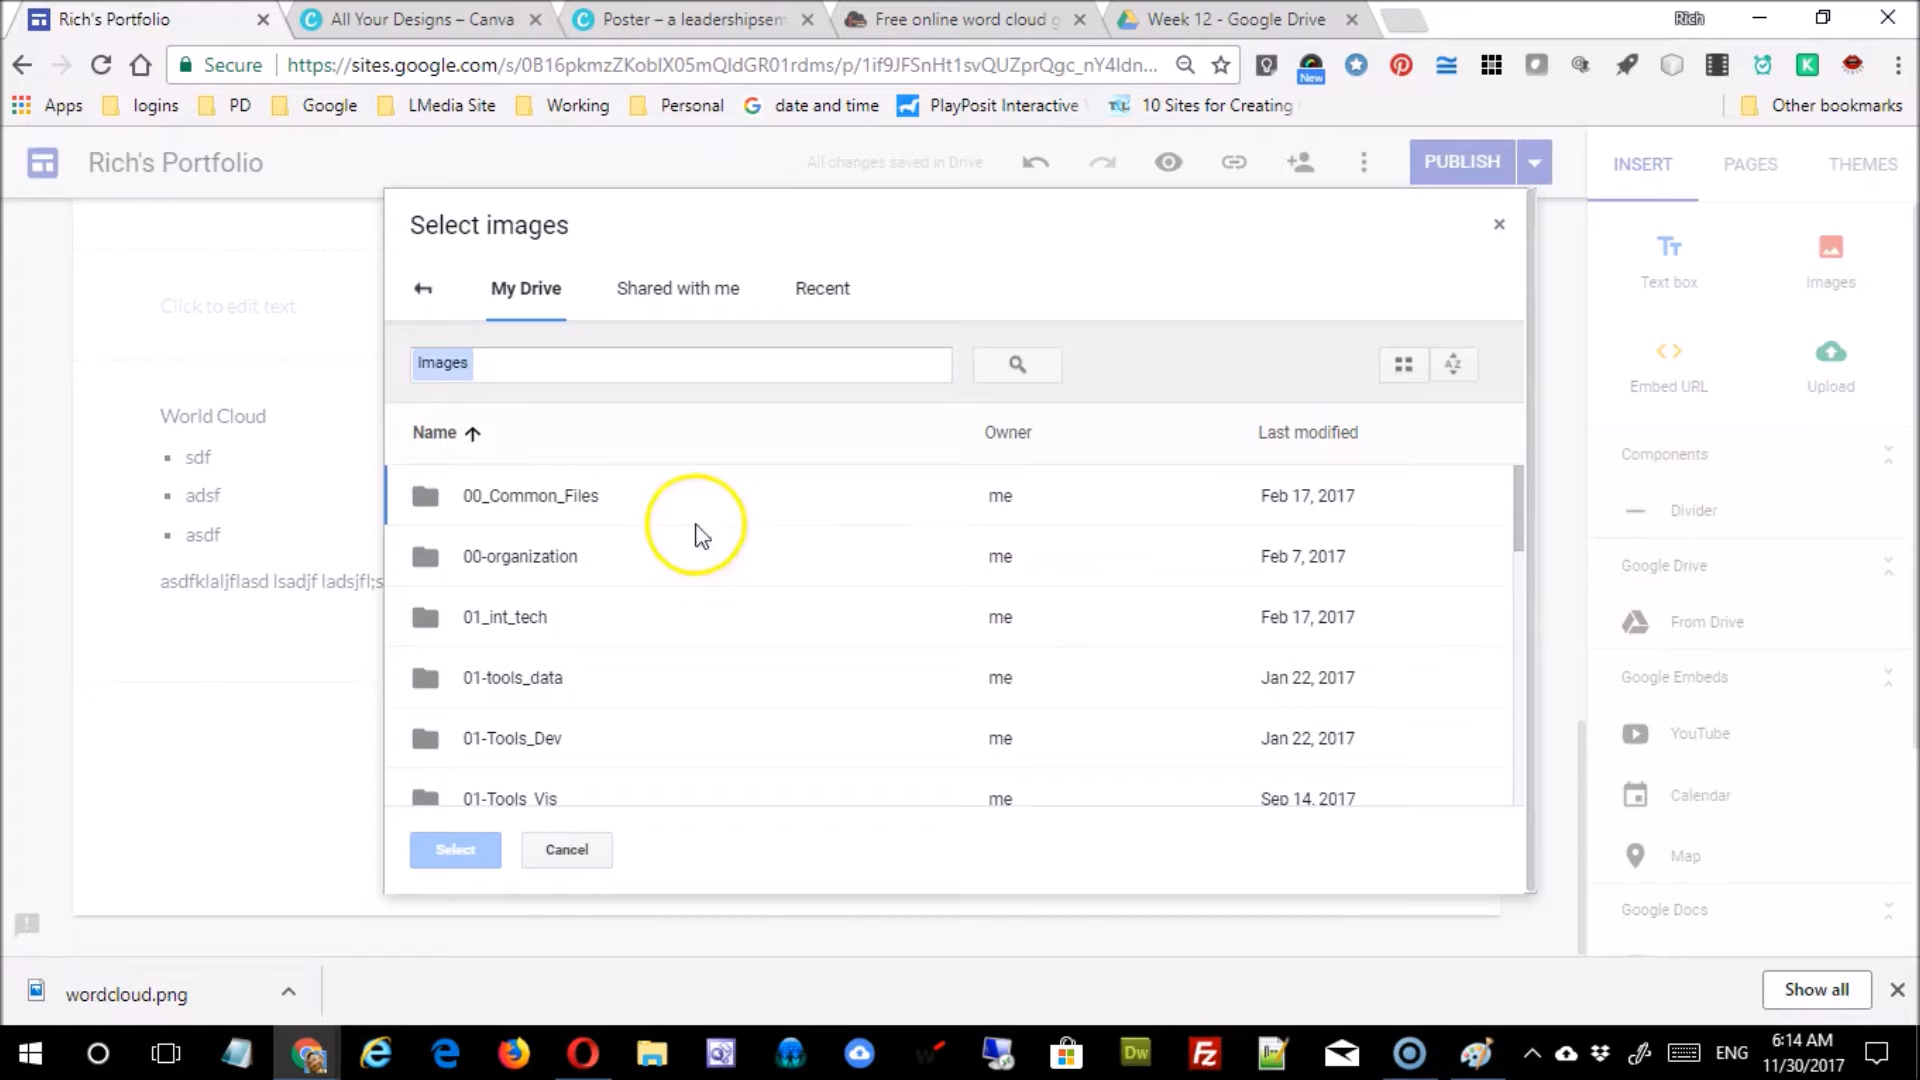 Rich's Portfolio
All Your Designs – Canva
Poster – a leadershipsem
Free online word cloud g
Week 12 - Google Drive
Rich
Secure
https://sites.google.com/s/
New
Apps
logins
PD
Google
LMedia Site
Working
Personal
date and time
PlayPosit Interactive
10 Sites for Creating
Other bookmarks
Rich's Portfolio
All changes saved in Drive
PUBLISH
INSERT
PAGES
THEMES
Select images
My Drive
Shared with me
Recent
Images
Name
Owner
Last modified
00_Common_Files me Feb 17, 2017
00-organization me Feb 7, 2017
01_int_tech me Feb 17, 2017
01-tools_data me Jan 22, 2017
01-Tools_Dev me Jan 22, 2017
01-Tools_Vis me Sep 14, 2017
Select
Cancel
Click to edit text
World Cloud
sdf
adsf
asdf
asdfklaljflasd lsadjf ladsjfl;s
Tt
Text box
Images
Embed URL
Upload
Components
Divider
Google Drive
From Drive
Google Embeds
YouTube
Calendar
Map
Google Docs
wordcloud.png
Show all
Dw
Fz
ENG
6:14 AM
11/30/2017